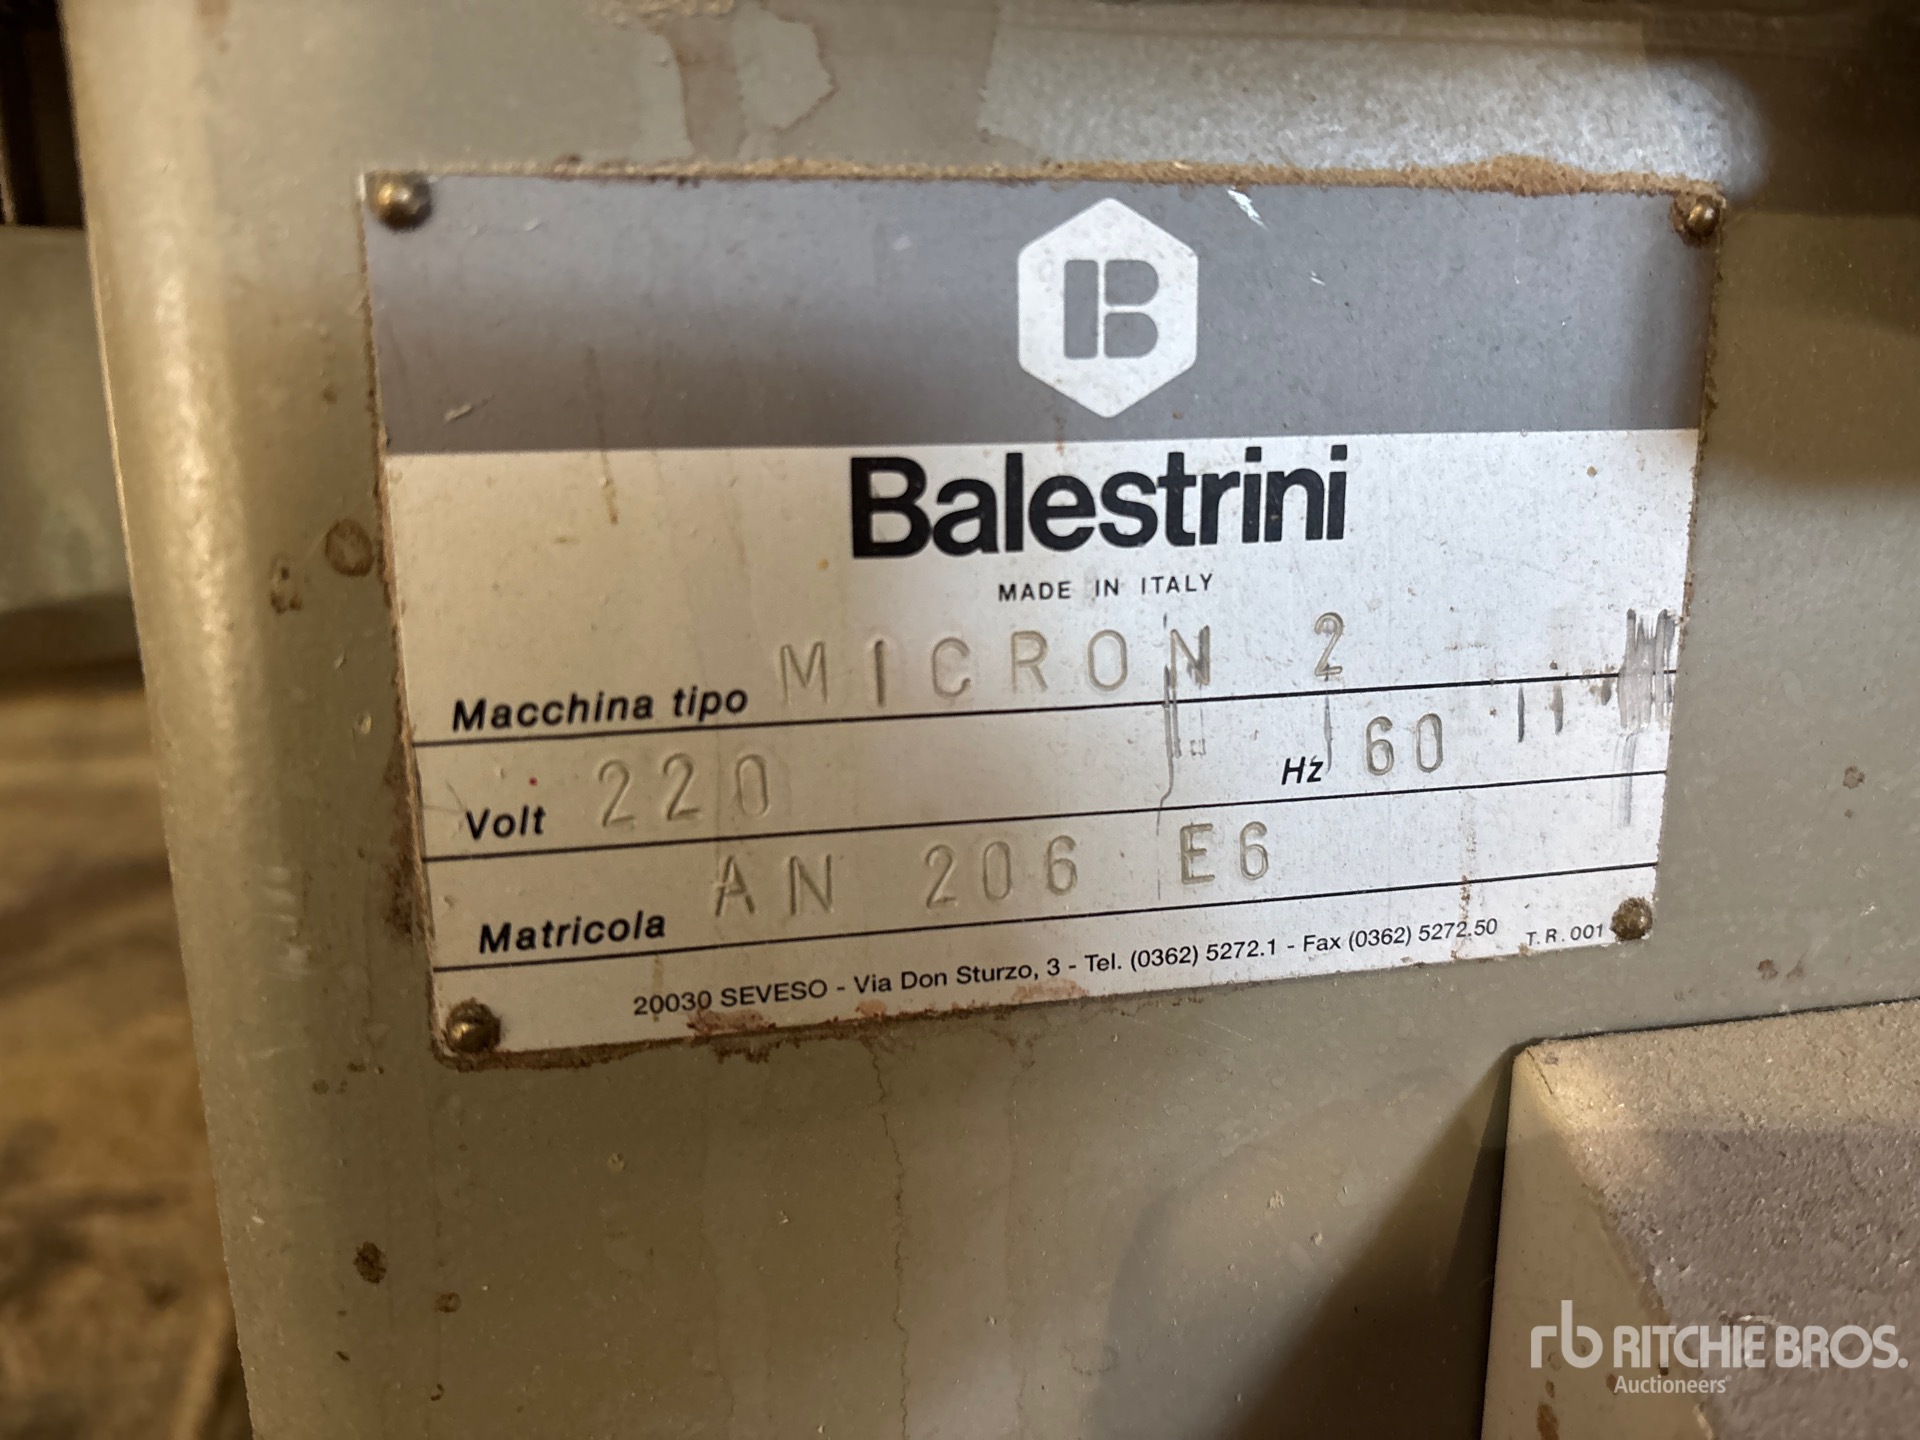 B
Balestrini
MADE IN ITALY
Macchina tipo MICRON 2
Volt 220 Hz 60
Matricola AN 206 E6
20030 SEVESO - Via Don Sturzo, 3 - Tel. (0362) 5272.1 - Fax (0362) 5272.50 T.R.001
rb RITCHIE BROS.
Auctioneers